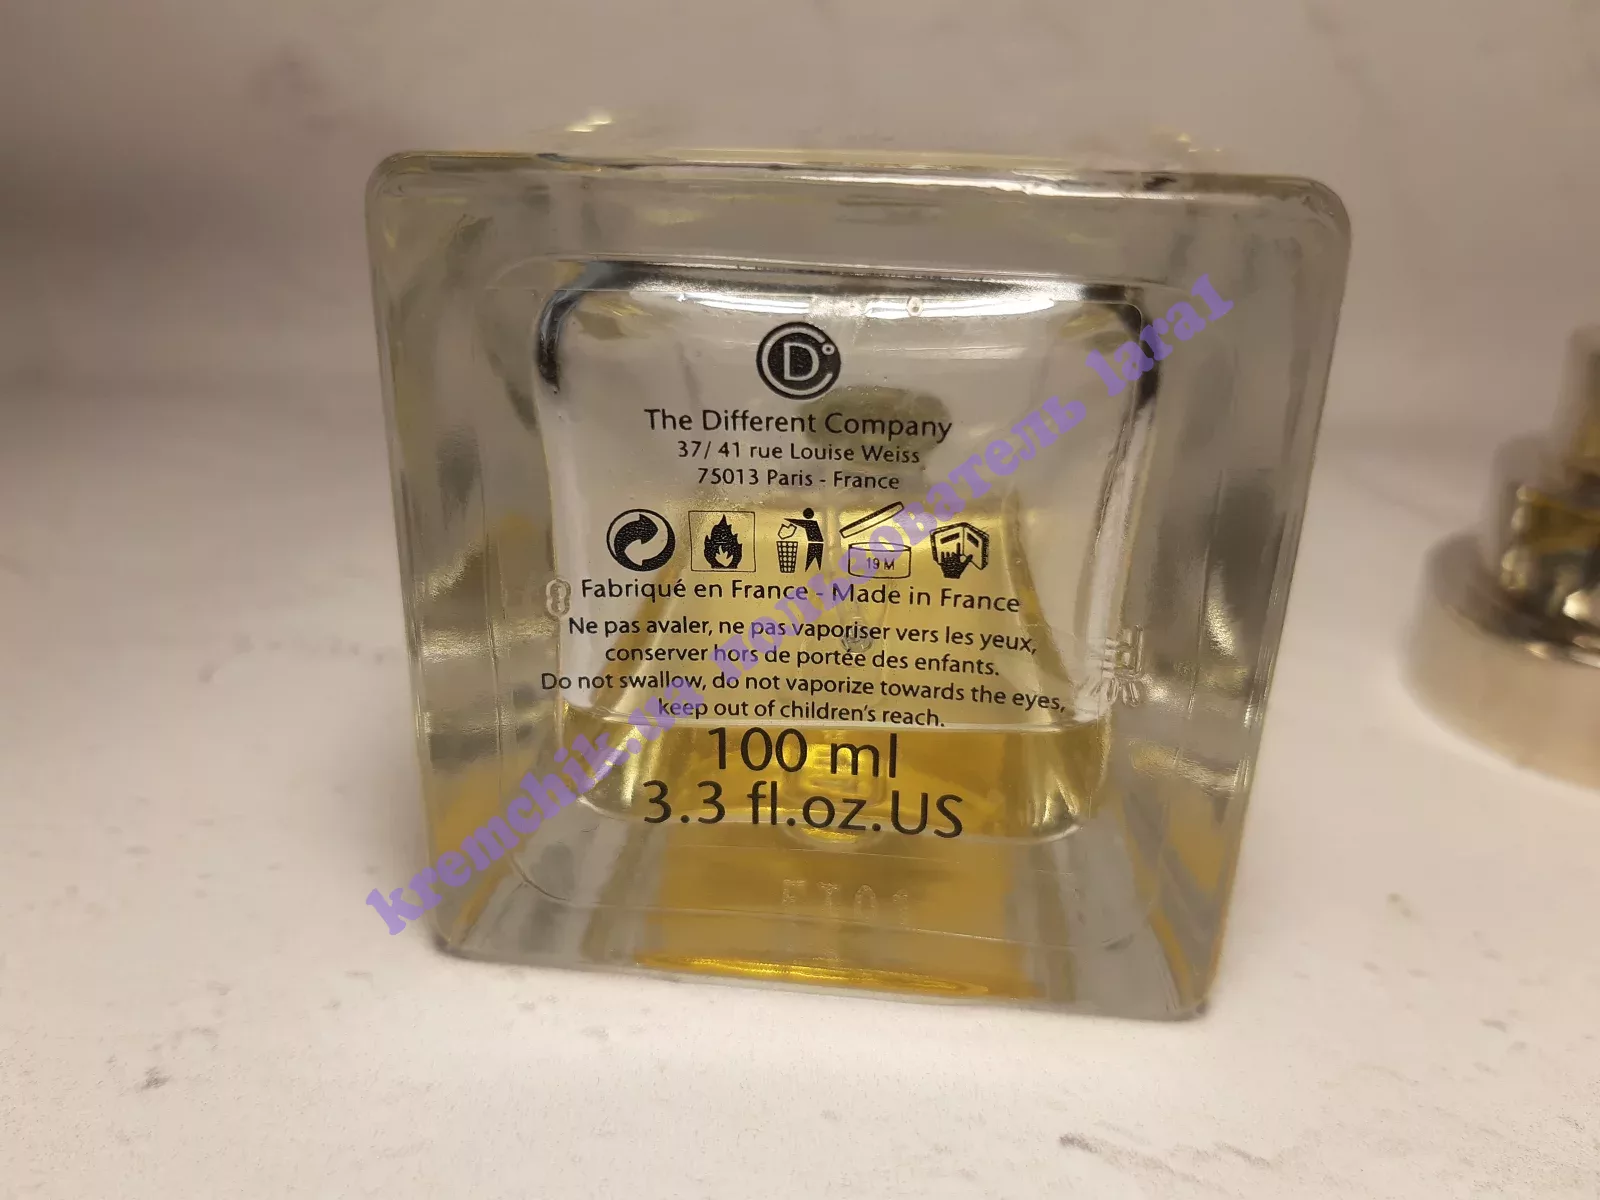 D
The Different Company
37/ 41 rue Louise Weiss
75013 Paris - France
19 M
Fabriqué en France - Made in France
Ne pas avaler, ne pas vaporiser vers les yeux,
conserver hors de portée des enfants.
Do not swallow, do not vaporize towards the eyes,
keep out of children's reach.
100 ml
3.3 fl.oz.US
kremchik.ua пользователь lara1